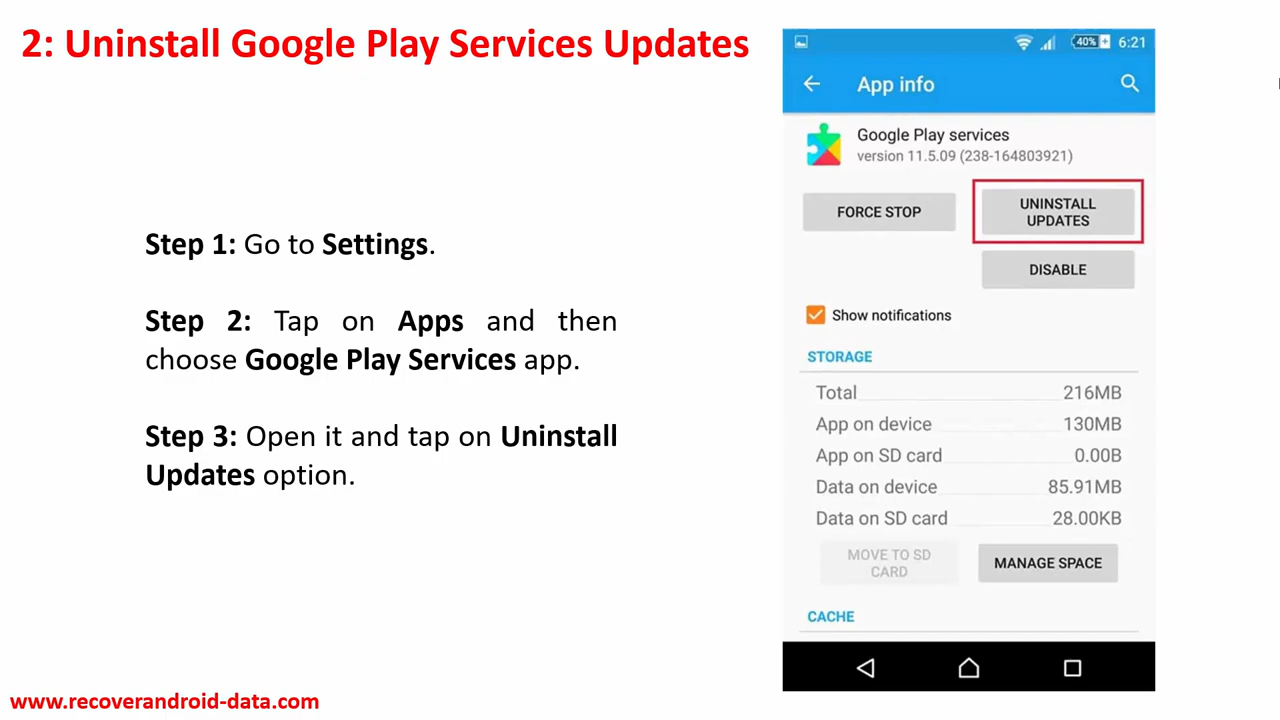 2: Uninstall Google Play Services Updates
Step 1: Go to Settings.
Step 2: Tap on Apps and then
choose Google Play Services app.
Step 3: Open it and tap on Uninstall
Updates option.
www.recoverandroid-data.com
40%
6:21
App info
Google Play services
version 11.5.09 (238-164803921)
FORCE STOP
UNINSTALL
UPDATES
DISABLE
Show notifications
STORAGE
Total 216MB
App on device 130MB
App on SD card 0.00B
Data on device 85.91MB
Data on SD card 28.00KB
MOVE TO SD
CARD
MANAGE SPACE
CACHE